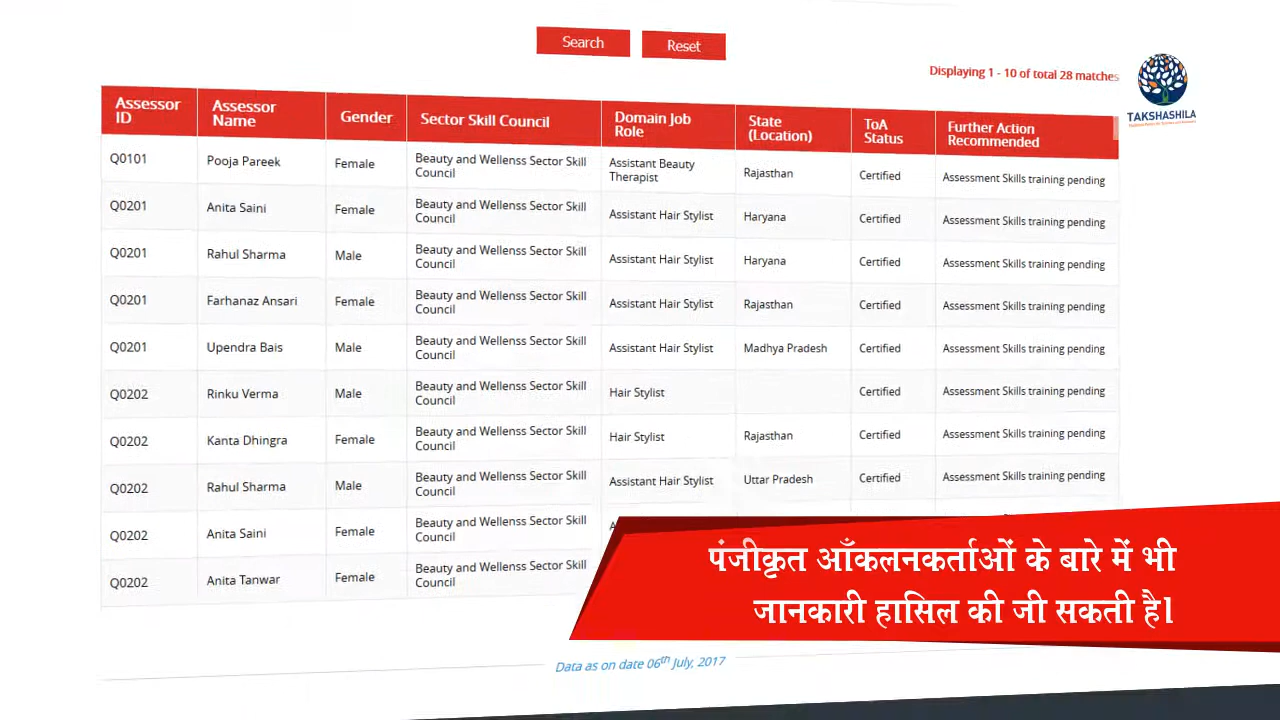 Search Reset
Displaying 1 - 10 of total 28 matches
TAKSHASHILA
Assessor ID Assessor Name Gender Sector Skill Council Domain Job Role State (Location) ToA Status Further Action Recommended
Q0101 Pooja Pareek Female Beauty and Wellenss Sector Skill Council Assistant Beauty Therapist Rajasthan Certified Assessment Skills training pending
Q0201 Anita Saini Female Beauty and Wellenss Sector Skill Council Assistant Hair Stylist Haryana Certified Assessment Skills training pending
Q0201 Rahul Sharma Male Beauty and Wellenss Sector Skill Council Assistant Hair Stylist Haryana Certified Assessment Skills training pending
Q0201 Farhanaz Ansari Female Beauty and Wellenss Sector Skill Council Assistant Hair Stylist Rajasthan Certified Assessment Skills training pending
Q0201 Upendra Bais Male Beauty and Wellenss Sector Skill Council Assistant Hair Stylist Madhya Pradesh Certified Assessment Skills training pending
Q0202 Rinku Verma Male Beauty and Wellenss Sector Skill Council Hair Stylist Certified Assessment Skills training pending
Q0202 Kanta Dhingra Female Beauty and Wellenss Sector Skill Council Hair Stylist Rajasthan Certified Assessment Skills training pending
Q0202 Rahul Sharma Male Beauty and Wellenss Sector Skill Council Assistant Hair Stylist Uttar Pradesh Certified Assessment Skills training pending
Q0202 Anita Saini Female Beauty and Wellenss Sector Skill Council
Q0202 Anita Tanwar Female Beauty and Wellenss Sector Skill Council
पंजीकृत आँकलनकर्ताओं के बारे में भी
जानकारी हासिल की जी सकती है।
Data as on date 06th July, 2017